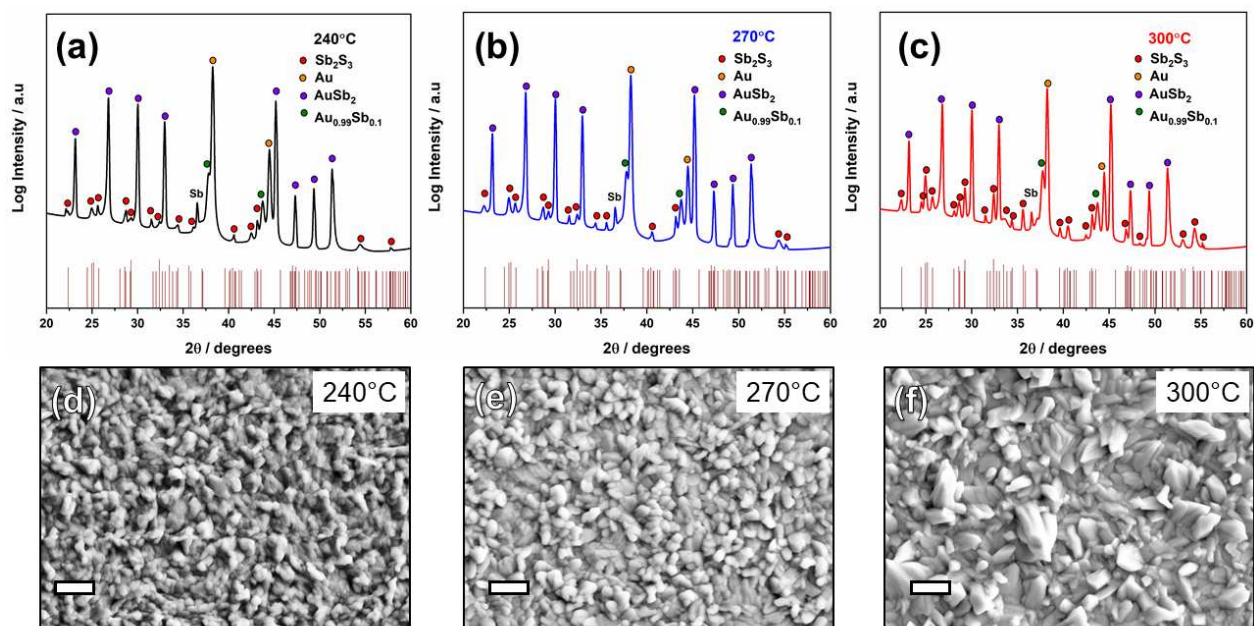 (a)
240°C
Sb₂S₃
Au
AuSb₂
Au₀.₉₉Sb₀.₁
Sb
Log Intensity / a.u
20 25 30 35 40 45 50 55 60
2θ / degrees
(b)
270°C
Sb₂S₃
Au
AuSb₂
Au₀.₉₉Sb₀.₁
Sb
Log Intensity / a.u
20 25 30 35 40 45 50 55 60
2θ / degrees
(c)
300°C
Sb₂S₃
Au
AuSb₂
Au₀.₉₉Sb₀.₁
Sb
Log Intensity / a.u
20 25 30 35 40 45 50 55 60
2θ / degrees
(d)
240°C
(e)
270°C
(f)
300°C